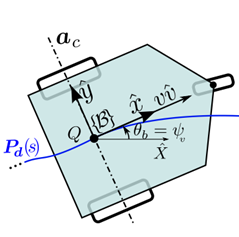 a_c
ŷ
{B}
x̂
vv̂
Q
θ_b = ψ_v
X̂
P_d(s)
...